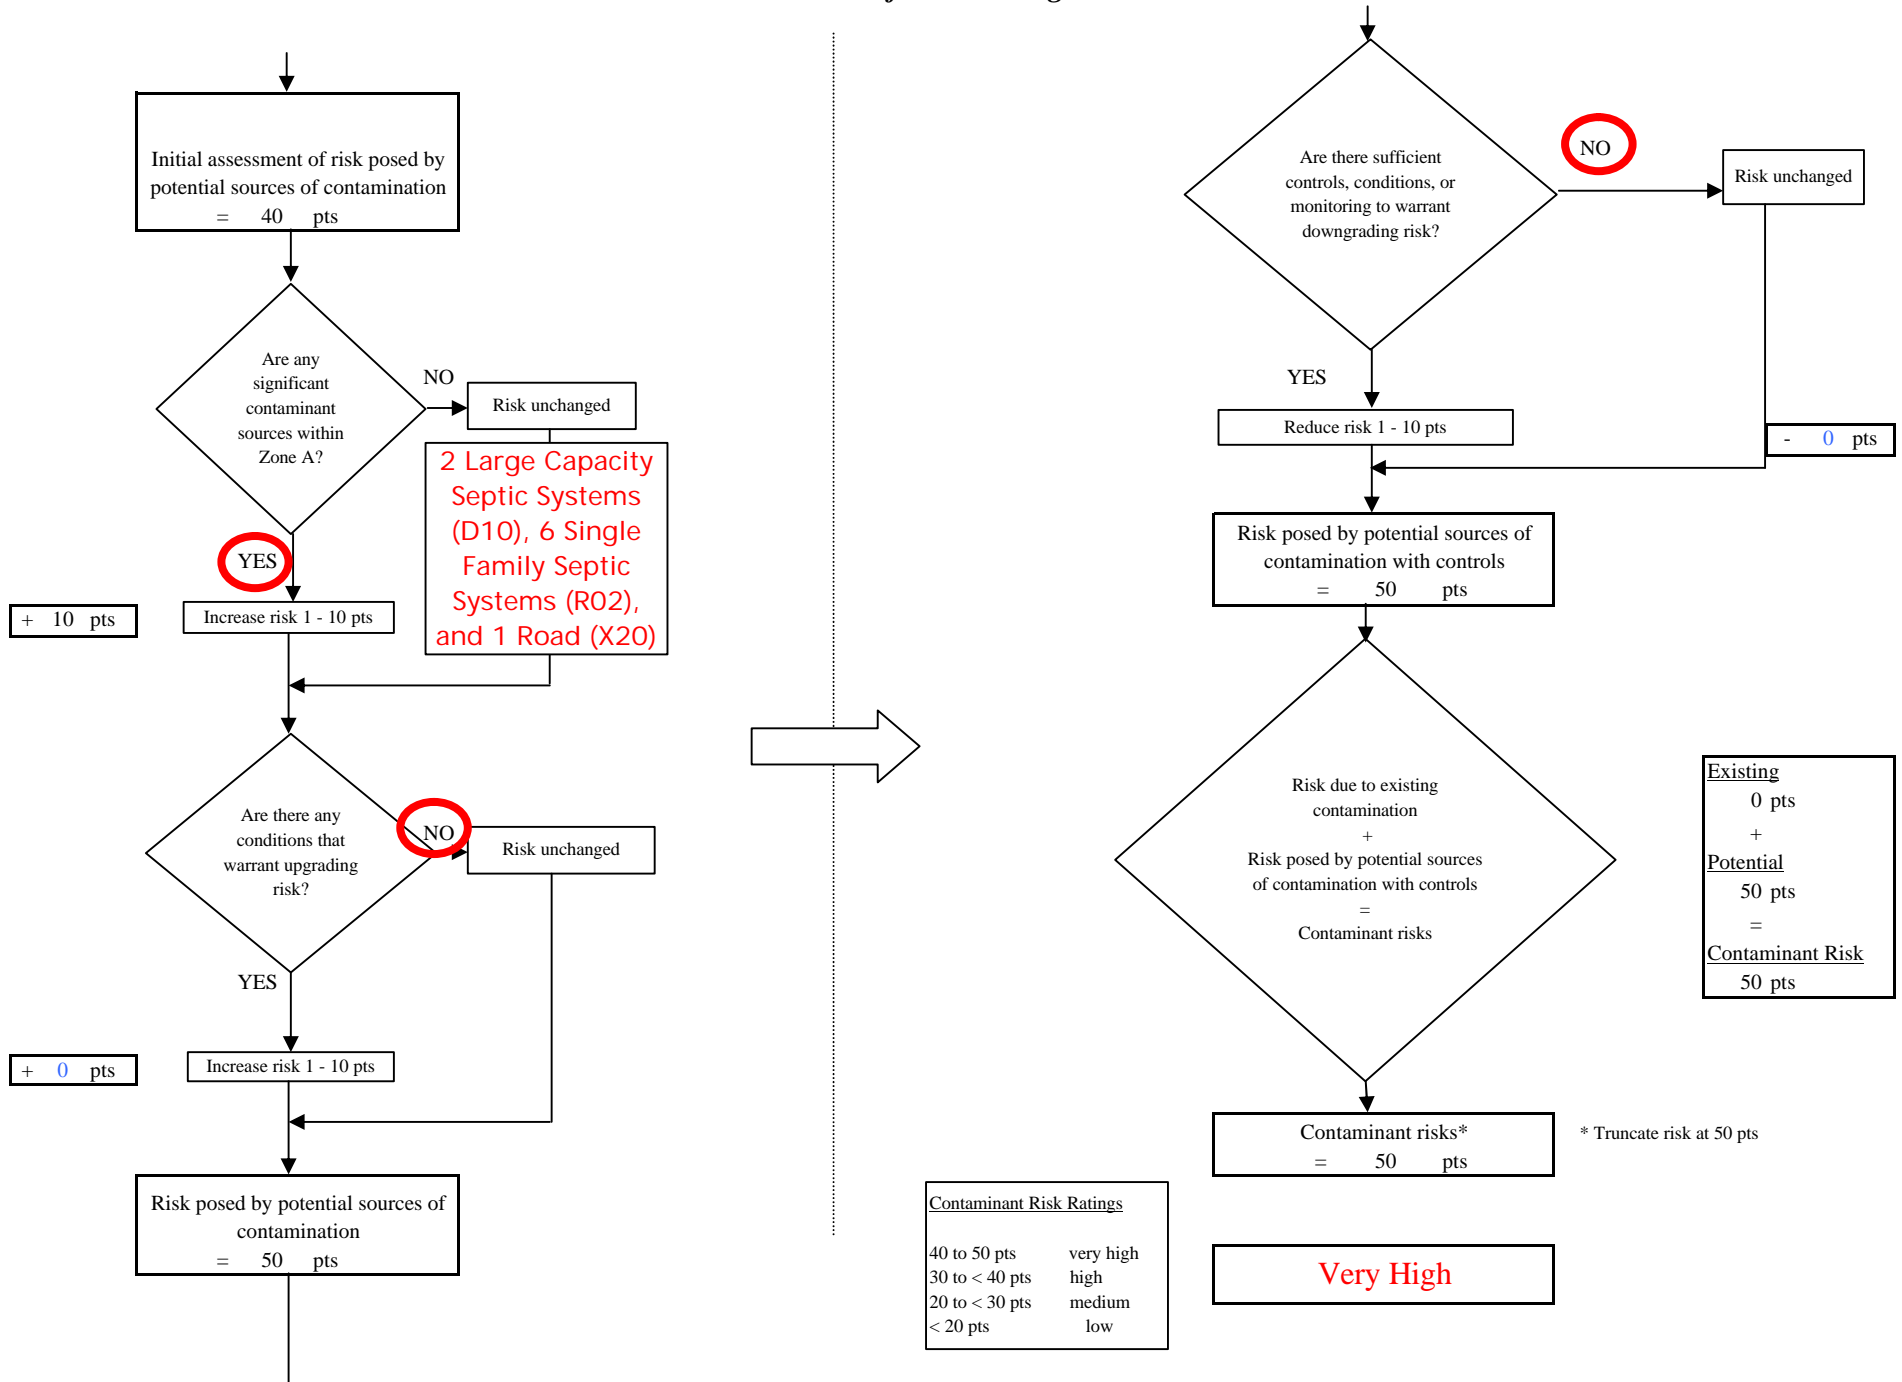 Initial assessment of risk posed by
potential sources of contamination
= 40 pts
Are any
significant
contaminant
sources within
Zone A?
NO
Risk unchanged
2 Large Capacity
Septic Systems
(D10), 6 Single
Family Septic
Systems (R02),
and 1 Road (X20)
YES
+ 10 pts
Increase risk 1 - 10 pts
Are there any
conditions that
warrant upgrading
risk?
NO
Risk unchanged
YES
+ 0 pts
Increase risk 1 - 10 pts
Risk posed by potential sources of
contamination
= 50 pts
Are there sufficient
controls, conditions, or
monitoring to warrant
downgrading risk?
NO
Risk unchanged
YES
Reduce risk 1 - 10 pts
- 0 pts
Risk posed by potential sources of
contamination with controls
= 50 pts
Risk due to existing
contamination
+
Risk posed by potential sources
of contamination with controls
=
Contaminant risks
Existing
0 pts
+
Potential
50 pts
=
Contaminant Risk
50 pts
Contaminant risks*
= 50 pts
* Truncate risk at 50 pts
Contaminant Risk Ratings
40 to 50 pts very high
30 to < 40 pts high
20 to < 30 pts medium
< 20 pts low
Very High